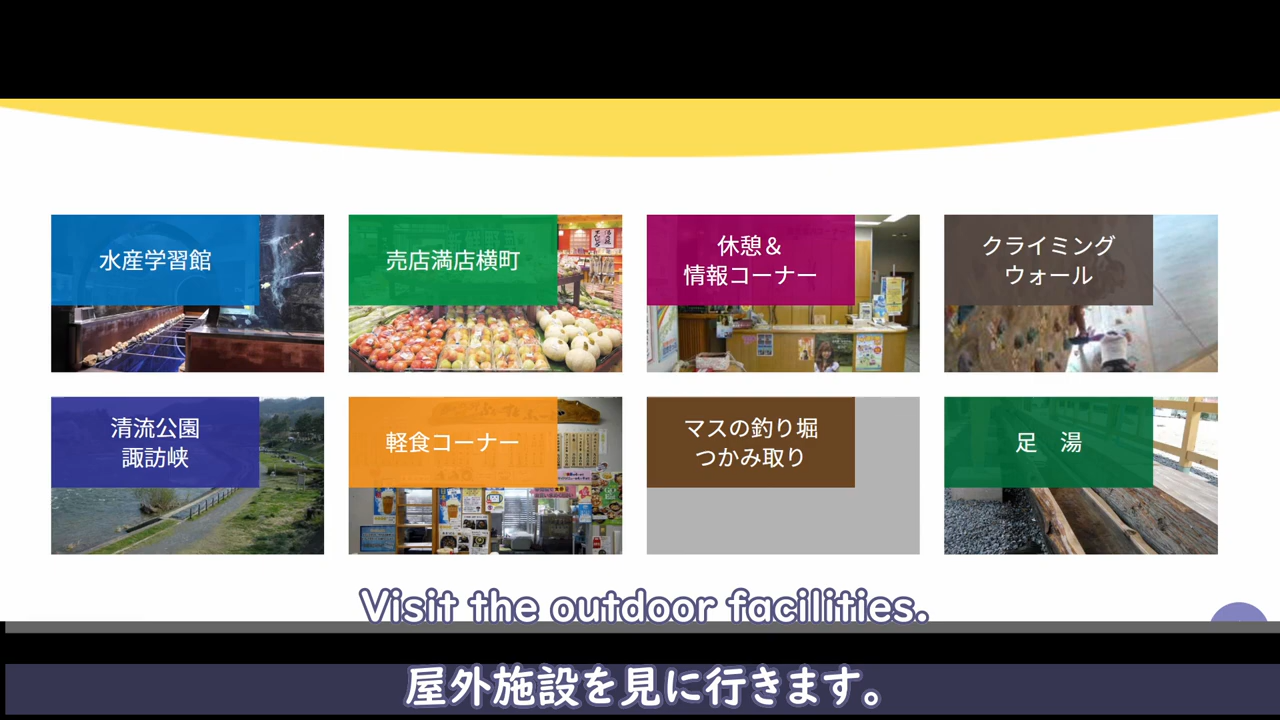 水産学習館
売店満店横町
休憩＆
情報コーナー
クライミング
ウォール
清流公園
諏訪峡
軽食コーナー
マスの釣り堀
つかみ取り
足　湯
Visit the outdoor facilities.
屋外施設を見に行きます。